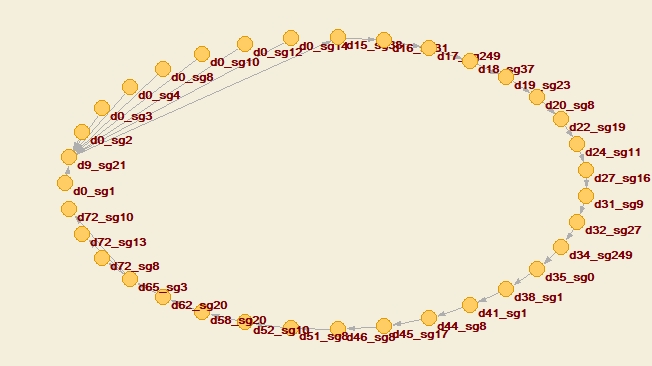 d0_sg14
d15_sg38
d16_sg31
d0_sg12
d17_sg249
d0_sg10
d18_sg37
d0_sg8
d19_sg23
d0_sg4
d20_sg8
d0_sg3
d22_sg19
d0_sg2
d24_sg11
d9_sg21
d27_sg16
d0_sg1
d31_sg9
d72_sg10
d32_sg27
d72_sg13
d34_sg249
d72_sg8
d35_sg0
d65_sg3
d38_sg1
d62_sg20
d41_sg1
d58_sg20
d44_sg8
d52_sg10
d45_sg17
d51_sg8
d46_sg8